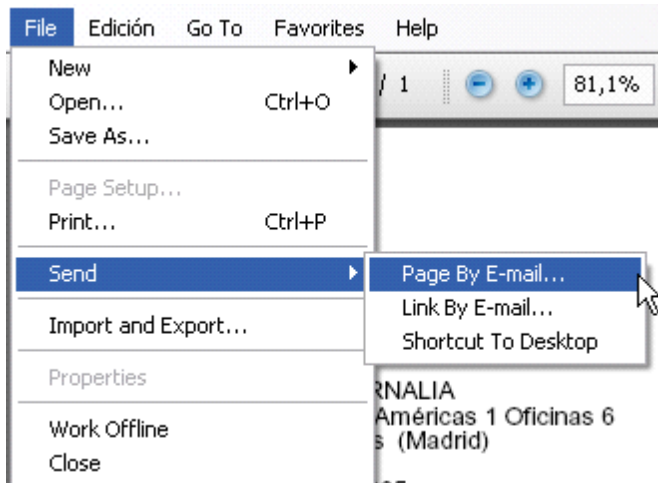 File Edición Go To Favorites Help
New
/ 1 81,1%
Open... Ctrl+O
Save As...
Page Setup...
Print... Ctrl+P
Send
Page By E-mail...
Link By E-mail...
Shortcut To Desktop
Import and Export...
Properties
RNALIA
Américas 1 Oficinas 6
(Madrid)
Work Offline
Close